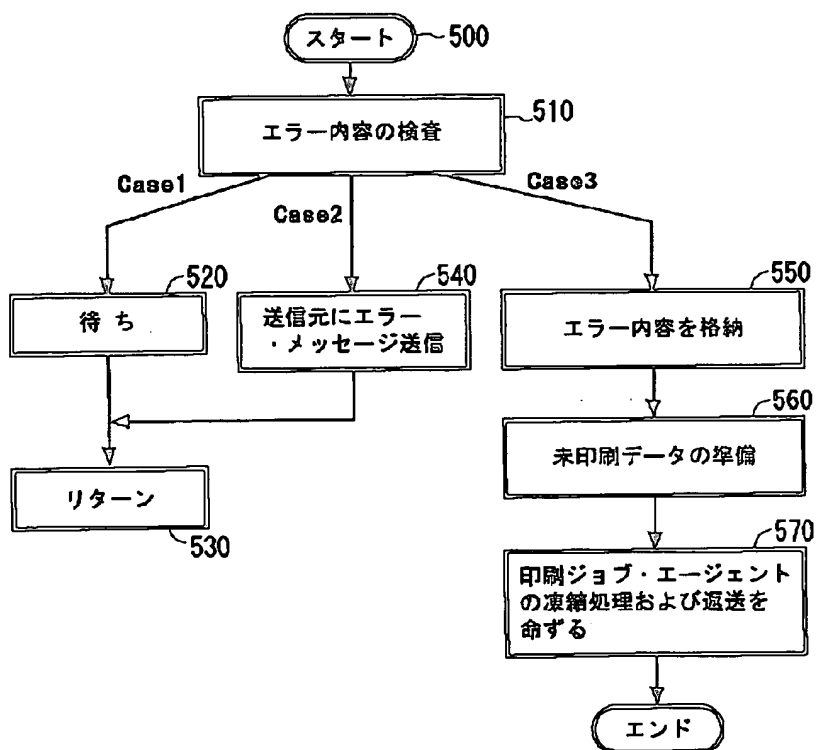 スタート
500
エラー内容の検査
510
Case1
Case2
Case3
520
待ち
540
送信元にエラー
・メッセージ送信
550
エラー内容を格納
560
未印刷データの準備
リターン
530
570
印刷ジョブ・エージェント
の凍縮処理および返送を
命ずる
エンド